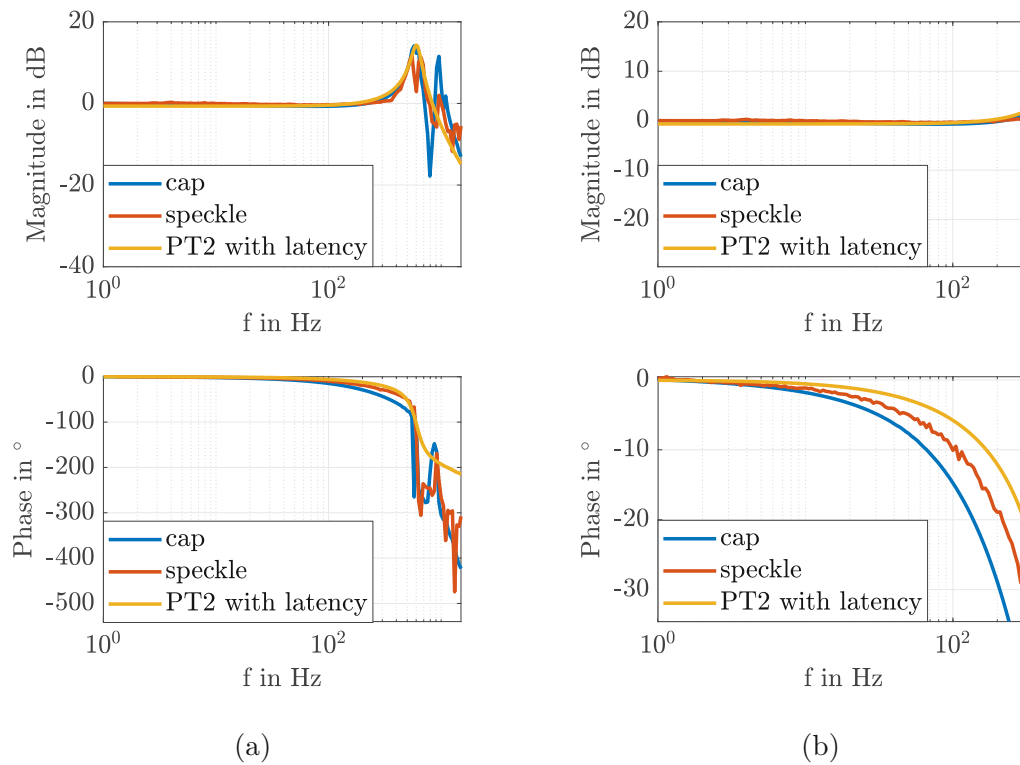 20
0
-20
-40
Magnitude in dB
cap
speckle
PT2 with latency
10^0
10^2
f in Hz
20
10
0
-10
-20
Magnitude in dB
cap
speckle
PT2 with latency
10^0
10^2
f in Hz
0
-100
-200
-300
-400
-500
Phase in °
cap
speckle
PT2 with latency
10^0
10^2
f in Hz
0
-10
-20
-30
Phase in °
cap
speckle
PT2 with latency
10^0
10^2
f in Hz
(a)
(b)